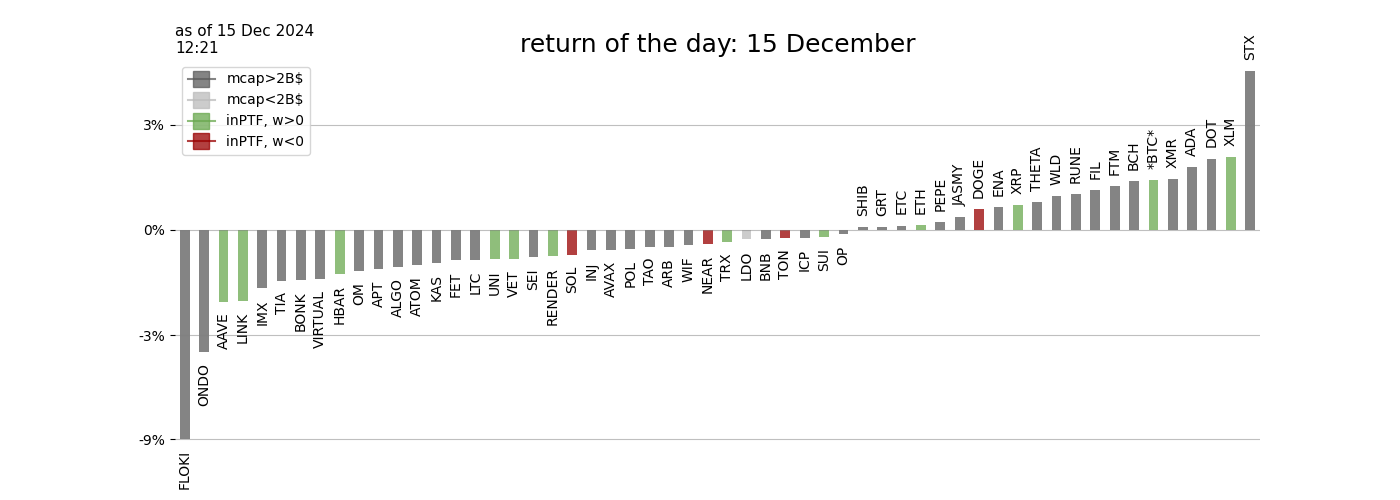 as of 15 Dec 2024
12:21
return of the day: 15 December
mcap>2B$
mcap<2B$
inPTF, w>0
inPTF, w<0
3%
0%
-3%
-9%
FLOKI
ONDO
AAVE
LINK
IMX
TIA
BONK
VIRTUAL
HBAR
OM
APT
ALGO
ATOM
KAS
FET
LTC
UNI
VET
SEI
RENDER
SOL
INJ
AVAX
POL
TAO
ARB
WIF
NEAR
TRX
LDO
BNB
TON
ICP
SUI
OP
SHIB
GRT
ETC
ETH
PEPE
JASMY
DOGE
ENA
XRP
THETA
WLD
RUNE
FIL
FTM
BCH
*BTC*
XMR
ADA
DOT
XLM
STX